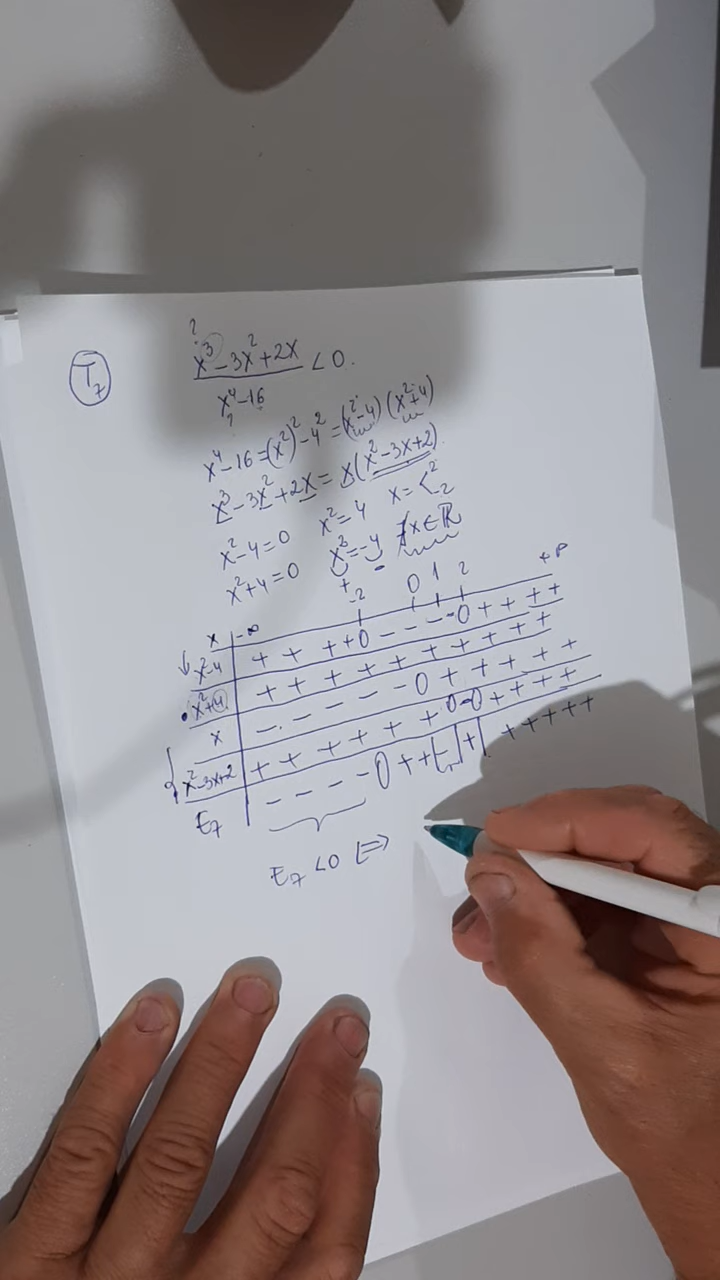 T₇
?
x³-3x²+2x <0.
x⁴-16
?
x⁴-16=(x²)²-4²=(x²-4)(x²+4)
x³-3x²+2x=x(x²-3x+2)
x²-4=0 x²=4 x=< 2 -2
x²+4=0 x²=-4 ∄x∈ℝ
+ -
x -∞ -2 0 1 2 +∞
x²-4 + + + + 0 - - - - 0 + + + +
x²+4 + + + + + + + + + +
x - - - - - - 0 + + + + +
x²-3x+2 + + + + + + + 0 - 0 + + + +
E₇ - - - - 0 + + | - | + | + + + + +
E₇ <0 ⇔